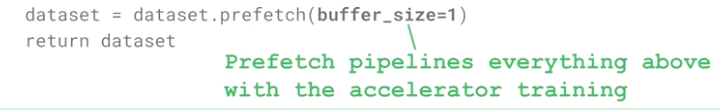 dataset = dataset.prefetch(buffer_size=1)
return dataset
Prefetch pipelines everything above
with the accelerator training